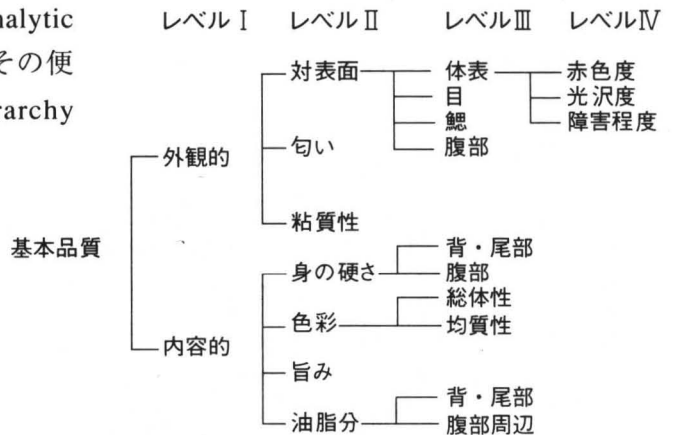 alytic
その便
rarchy
レベルⅠ レベルⅡ レベルⅢ レベルⅣ
対表面 体表 赤色度
目 光沢度
鰓 障害程度
匂い 腹部
外観的
粘質性
基本品質
背・尾部
身の硬さ 腹部
総体性
色彩 均質性
内容的
旨み
背・尾部
油脂分 腹部周辺